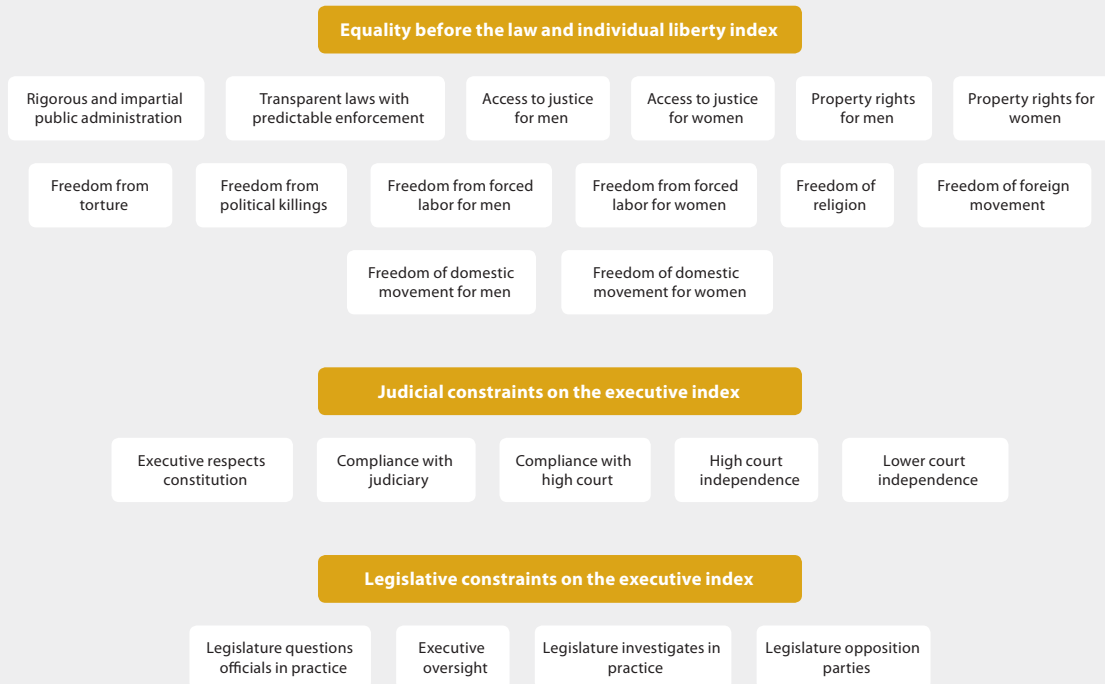 Equality before the law and individual liberty index
Rigorous and impartial
public administration
Transparent laws with
predictable enforcement
Access to justice
for men
Access to justice
for women
Property rights
for men
Property rights for
women
Freedom from
torture
Freedom from
political killings
Freedom from forced
labor for men
Freedom from forced
labor for women
Freedom of
religion
Freedom of foreign
movement
Freedom of domestic
movement for men
Freedom of domestic
movement for women
Judicial constraints on the executive index
Executive respects
constitution
Compliance with
judiciary
Compliance with
high court
High court
independence
Lower court
independence
Legislative constraints on the executive index
Legislature questions
officials in practice
Executive
oversight
Legislature investigates in
practice
Legislature opposition
parties